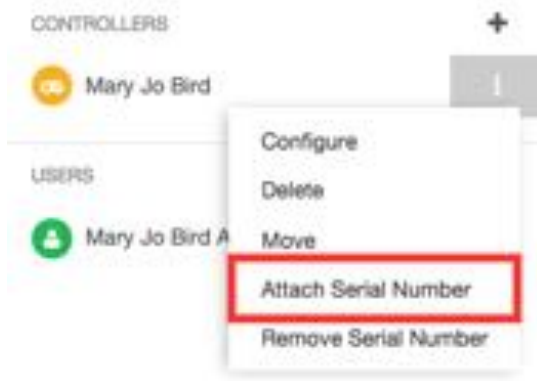 CONTROLLERS
Mary Jo Bird
Configure
USERS
Delete
Mary Jo Bird A
Move
Attach Serial Number
Remove Serial Number